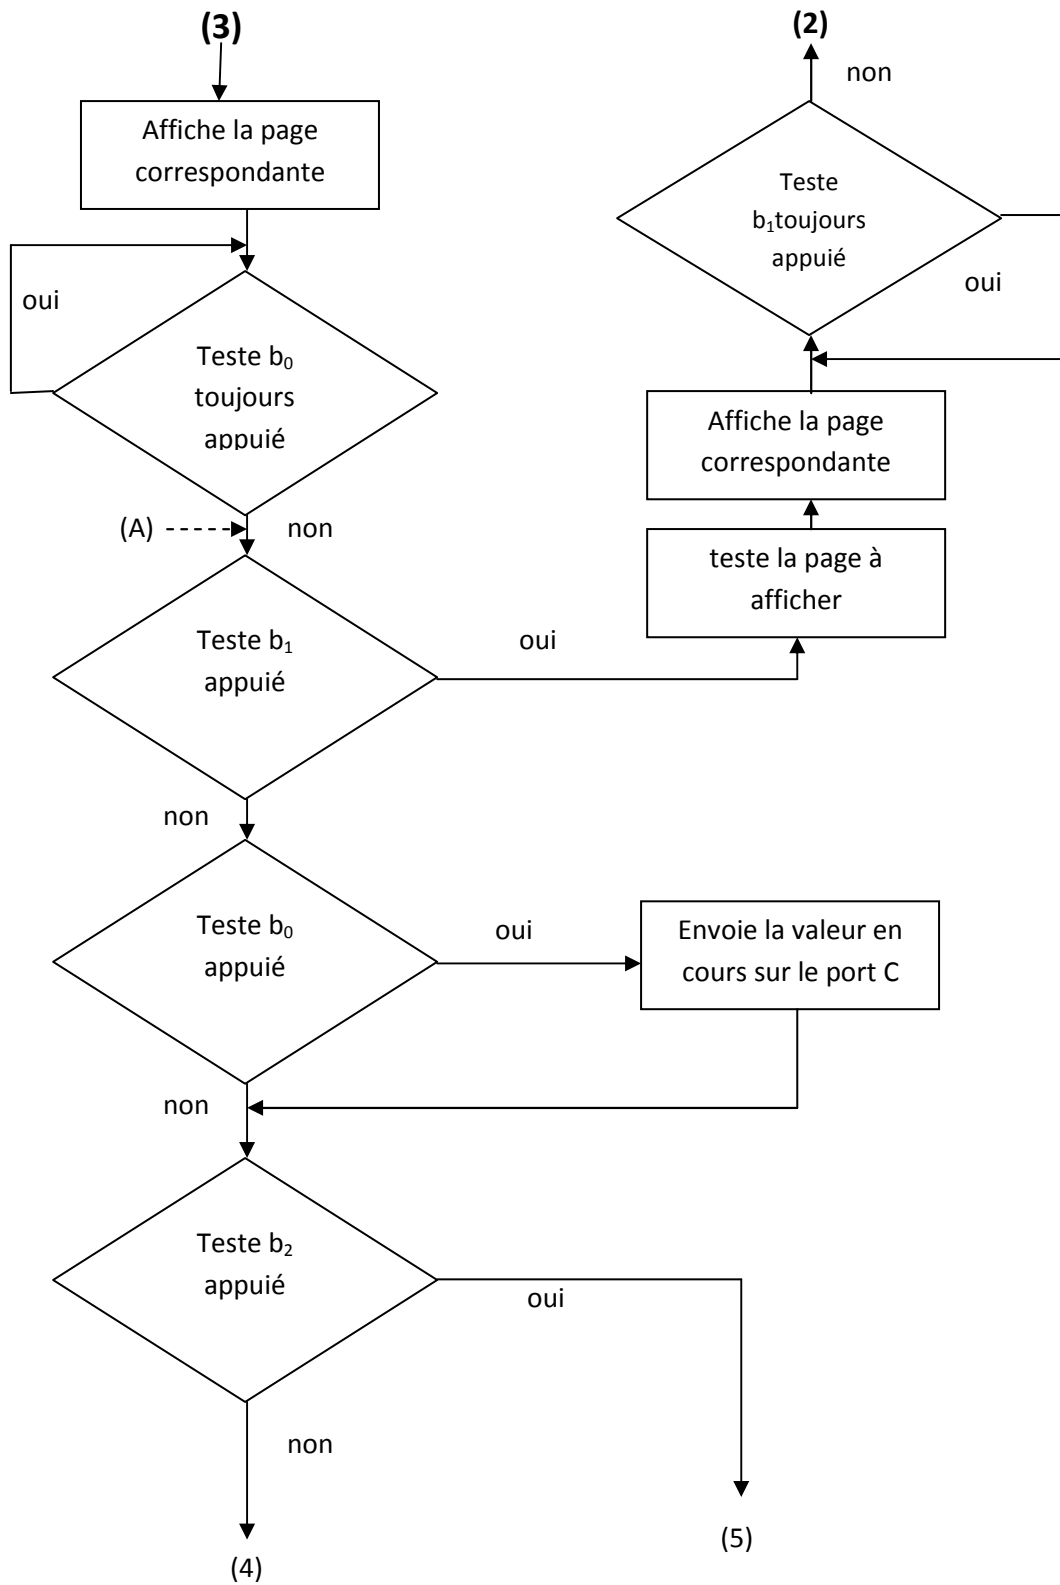 (3)
(2)
non
Affiche la page
correspondante
Teste
b₁toujours
appuié
oui
oui
Teste b₀
toujours
appuié
Affiche la page
correspondante
(A)
non
teste la page à
afficher
Teste b₁
appuié
oui
non
Teste b₀
appuié
oui
Envoie la valeur en
cours sur le port C
non
Teste b₂
appuié
oui
non
(5)
(4)